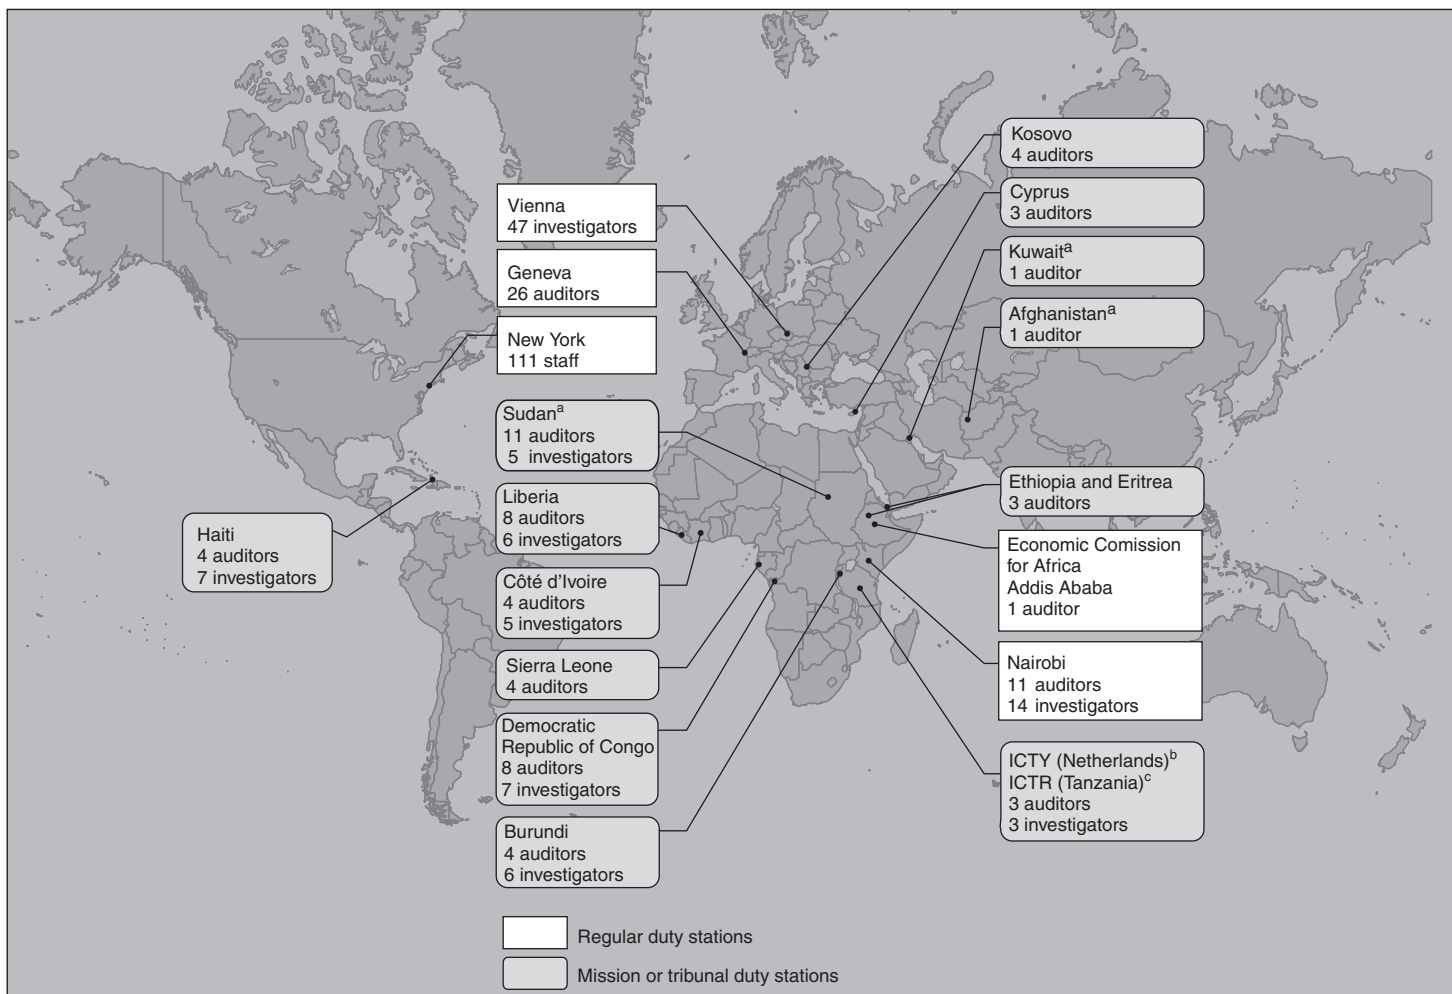 Vienna
47 investigators
Geneva
26 auditors
New York
111 staff
Sudanᵃ
11 auditors
5 investigators
Liberia
8 auditors
6 investigators
Côté d'Ivoire
4 auditors
5 investigators
Sierra Leone
4 auditors
Democratic
Republic of Congo
8 auditors
7 investigators
Burundi
4 auditors
6 investigators
Haiti
4 auditors
7 investigators
Kosovo
4 auditors
Cyprus
3 auditors
Kuwaitᵃ
1 auditor
Afghanistanᵃ
1 auditor
Ethiopia and Eritrea
3 auditors
Economic Comission
for Africa
Addis Ababa
1 auditor
Nairobi
11 auditors
14 investigators
ICTY (Netherlands)ᵇ
ICTR (Tanzania)ᶜ
3 auditors
3 investigators
Regular duty stations
Mission or tribunal duty stations